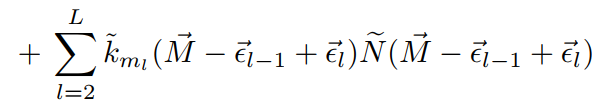 $+ \sum_{l=2}^{L} \tilde{k}_{m_l}(\vec{M} - \vec{\epsilon}_{l-1} + \vec{\epsilon}_l)\widetilde{N}(\vec{M} - \vec{\epsilon}_{l-1} + \vec{\epsilon}_l)$